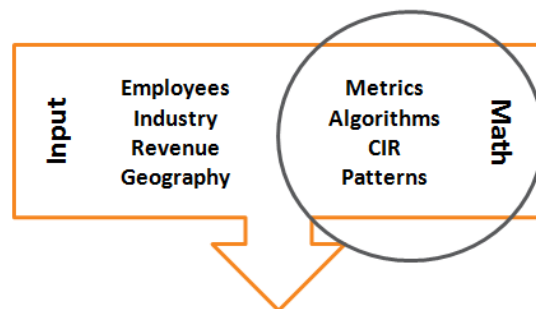 Input
Employees
Industry
Revenue
Geography
Metrics
Algorithms
CIR
Patterns
Math